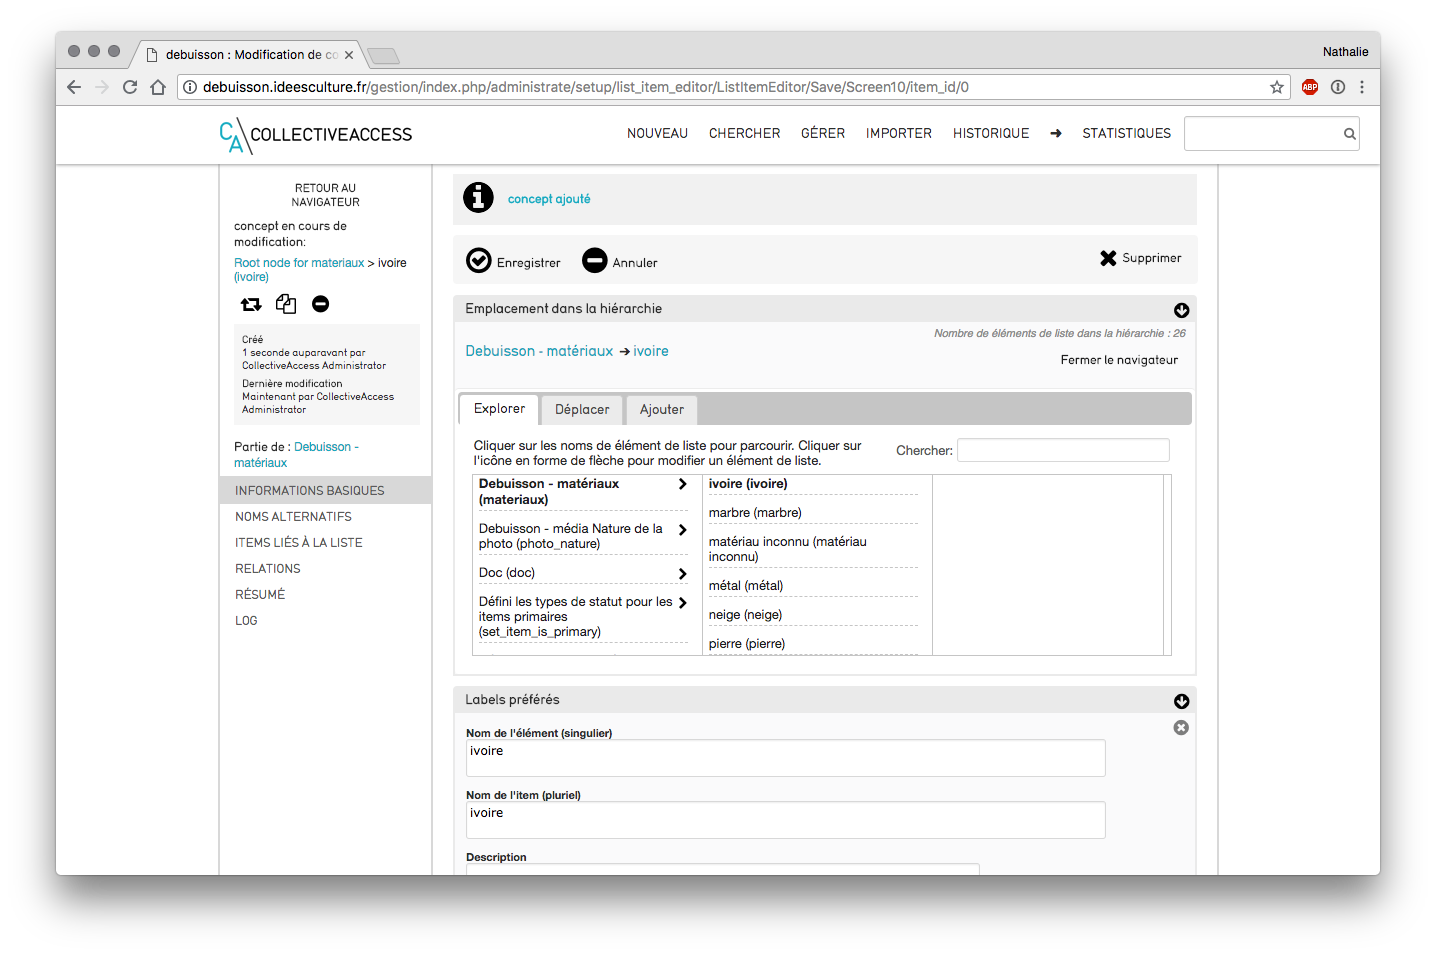 debuisson : Modification de co
Nathalie
debuisson.ideesculture.fr/gestion/index.php/administrate/setup/list_item_editor/ListItemEditor/Save/Screen10/item_id/0
ABP
CA COLLECTIVEACCESS
NOUVEAU CHERCHER GÉRER IMPORTER HISTORIQUE STATISTIQUES
RETOUR AU
NAVIGATEUR
concept en cours de
modification:
Root node for materiaux > ivoire
(ivoire)
Créé
1 seconde auparavant par
CollectiveAccess Administrator
Dernière modification
Maintenant par CollectiveAccess
Administrator
Partie de : Debuisson -
matériaux
INFORMATIONS BASIQUES
NOMS ALTERNATIFS
ITEMS LIÉS À LA LISTE
RELATIONS
RÉSUMÉ
LOG
concept ajouté
Enregistrer Annuler Supprimer
Emplacement dans la hiérarchie
Nombre de éléments de liste dans la hiérarchie : 26
Debuisson - matériaux ➔ ivoire
Fermer le navigateur
Explorer Déplacer Ajouter
Cliquer sur les noms de élément de liste pour parcourir. Cliquer sur
l'icône en forme de flèche pour modifier un élément de liste.
Chercher:
Debuisson - matériaux
(materiaux)
Debuisson - média Nature de la
photo (photo_nature)
Doc (doc)
Défini les types de statut pour les
items primaires
(set_item_is_primary)
ivoire (ivoire)
marbre (marbre)
matériau inconnu (matériau
inconnu)
métal (métal)
neige (neige)
pierre (pierre)
Labels préférés
Nom de l'élément (singulier)
ivoire
Nom de l'item (pluriel)
ivoire
Description